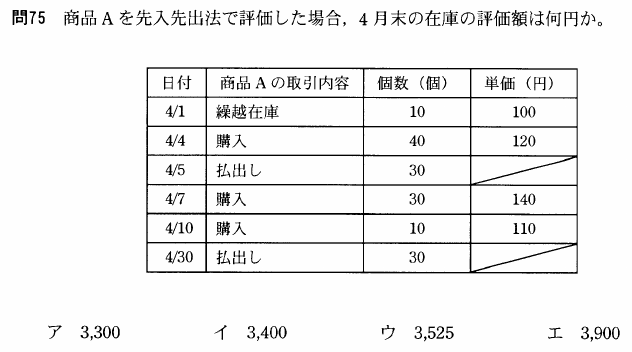 問75 商品Aを先入先出法で評価した場合，4月末の在庫の評価額は何円か。
日付 商品Aの取引内容 個数（個） 単価（円）
4/1 繰越在庫 10 100
4/4 購入 40 120
4/5 払出し 30
4/7 購入 30 140
4/10 購入 10 110
4/30 払出し 30
ア 3,300 イ 3,400 ウ 3,525 エ 3,900